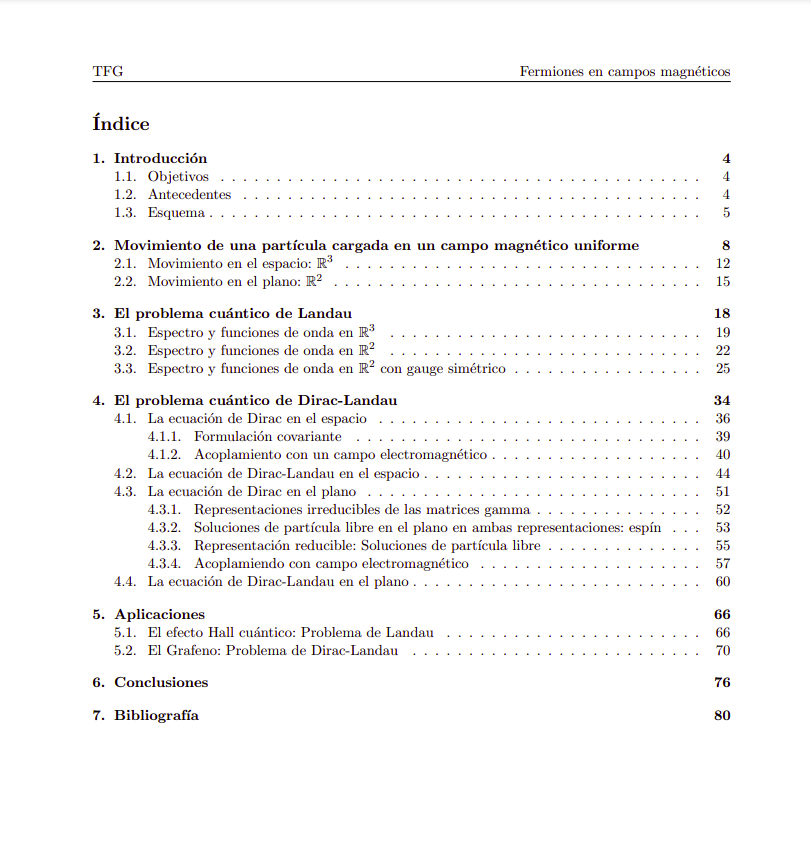 TFG Fermiones en campos magnéticos
Índice
1. Introducción 4
1.1. Objetivos . . . . . . . . . . . . . . . . . . . . . . . . . . . . . . . . . . . . . . . . . . . 4
1.2. Antecedentes . . . . . . . . . . . . . . . . . . . . . . . . . . . . . . . . . . . . . . . . . 4
1.3. Esquema . . . . . . . . . . . . . . . . . . . . . . . . . . . . . . . . . . . . . . . . . . . . 5
2. Movimiento de una partícula cargada en un campo magnético uniforme 8
2.1. Movimiento en el espacio: ℝ³ . . . . . . . . . . . . . . . . . . . . . . . . . . . . . . . . 12
2.2. Movimiento en el plano: ℝ² . . . . . . . . . . . . . . . . . . . . . . . . . . . . . . . . . 15
3. El problema cuántico de Landau 18
3.1. Espectro y funciones de onda en ℝ³ . . . . . . . . . . . . . . . . . . . . . . . . . . . . 19
3.2. Espectro y funciones de onda en ℝ² . . . . . . . . . . . . . . . . . . . . . . . . . . . . 22
3.3. Espectro y funciones de onda en ℝ² con gauge simétrico . . . . . . . . . . . . . . . . . 25
4. El problema cuántico de Dirac-Landau 34
4.1. La ecuación de Dirac en el espacio . . . . . . . . . . . . . . . . . . . . . . . . . . . . . 36
4.1.1. Formulación covariante . . . . . . . . . . . . . . . . . . . . . . . . . . . . . . . 39
4.1.2. Acoplamiento con un campo electromagnético . . . . . . . . . . . . . . . . . . . 40
4.2. La ecuación de Dirac-Landau en el espacio . . . . . . . . . . . . . . . . . . . . . . . . . 44
4.3. La ecuación de Dirac en el plano . . . . . . . . . . . . . . . . . . . . . . . . . . . . . . 51
4.3.1. Representaciones irreducibles de las matrices gamma . . . . . . . . . . . . . . . 52
4.3.2. Soluciones de partícula libre en el plano en ambas representaciones: espín . . . 53
4.3.3. Representación reducible: Soluciones de partícula libre . . . . . . . . . . . . . . 55
4.3.4. Acoplamiendo con campo electromagnético . . . . . . . . . . . . . . . . . . . . 57
4.4. La ecuación de Dirac-Landau en el plano . . . . . . . . . . . . . . . . . . . . . . . . . . 60
5. Aplicaciones 66
5.1. El efecto Hall cuántico: Problema de Landau . . . . . . . . . . . . . . . . . . . . . . . 66
5.2. El Grafeno: Problema de Dirac-Landau . . . . . . . . . . . . . . . . . . . . . . . . . . 70
6. Conclusiones 76
7. Bibliografía 80